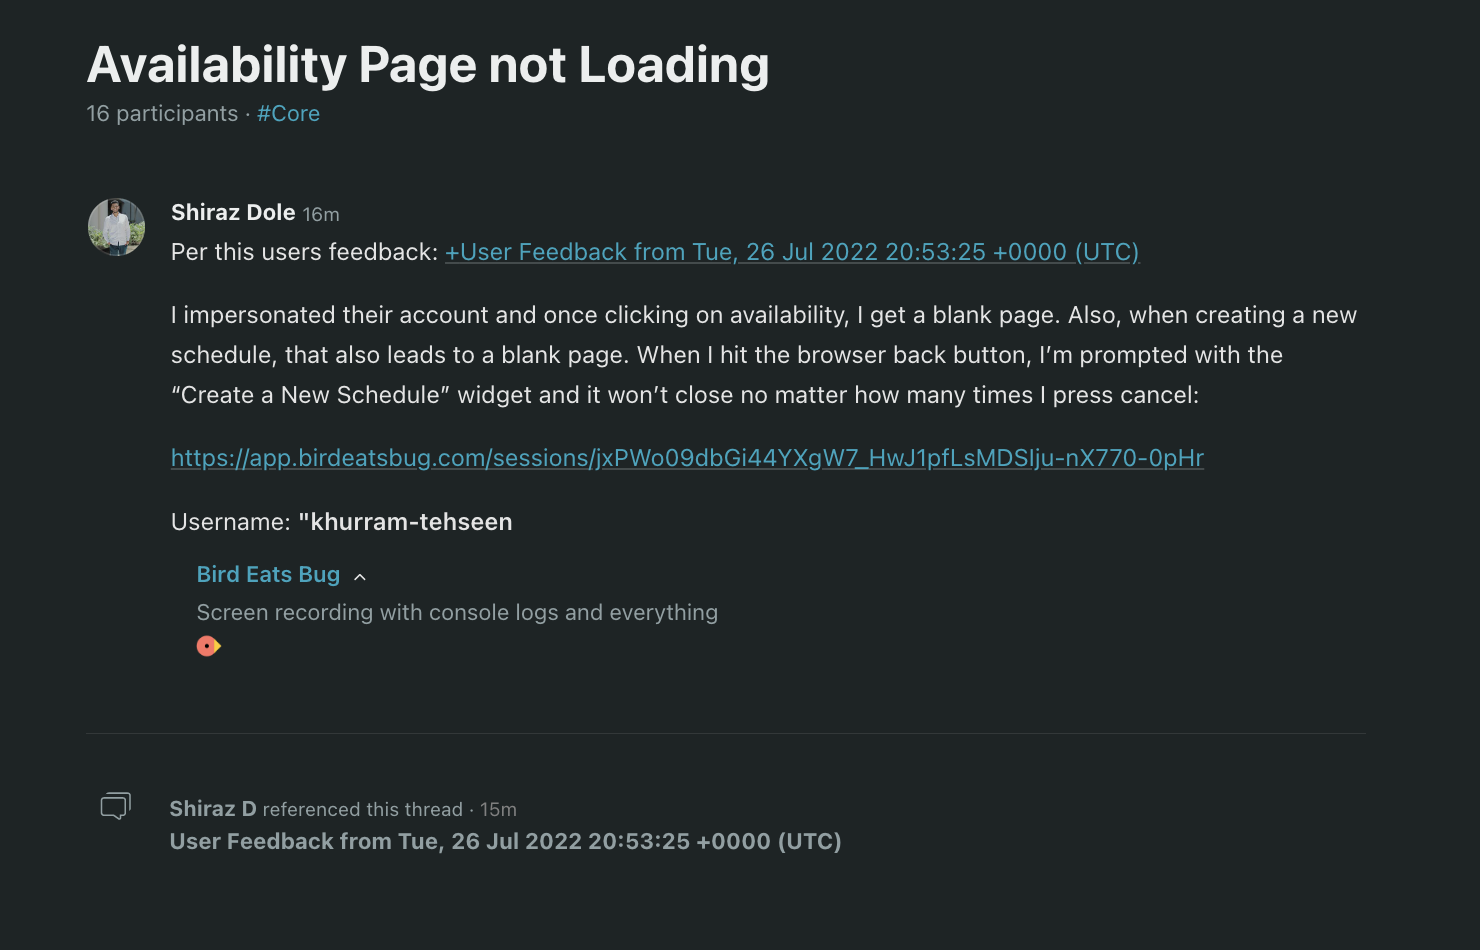 Availability Page not Loading
16 participants · #Core
Shiraz Dole 16m
Per this users feedback: +User Feedback from Tue, 26 Jul 2022 20:53:25 +0000 (UTC)
I impersonated their account and once clicking on availability, I get a blank page. Also, when creating a new
schedule, that also leads to a blank page. When I hit the browser back button, I’m prompted with the
“Create a New Schedule” widget and it won’t close no matter how many times I press cancel:
https://app.birdeatsbug.com/sessions/jxPWo09dbGi44YXgW7_HwJ1pfLsMDSIju-nX770-0pHr
Username: "khurram-tehseen
Bird Eats Bug
Screen recording with console logs and everything
Shiraz D referenced this thread · 15m
User Feedback from Tue, 26 Jul 2022 20:53:25 +0000 (UTC)